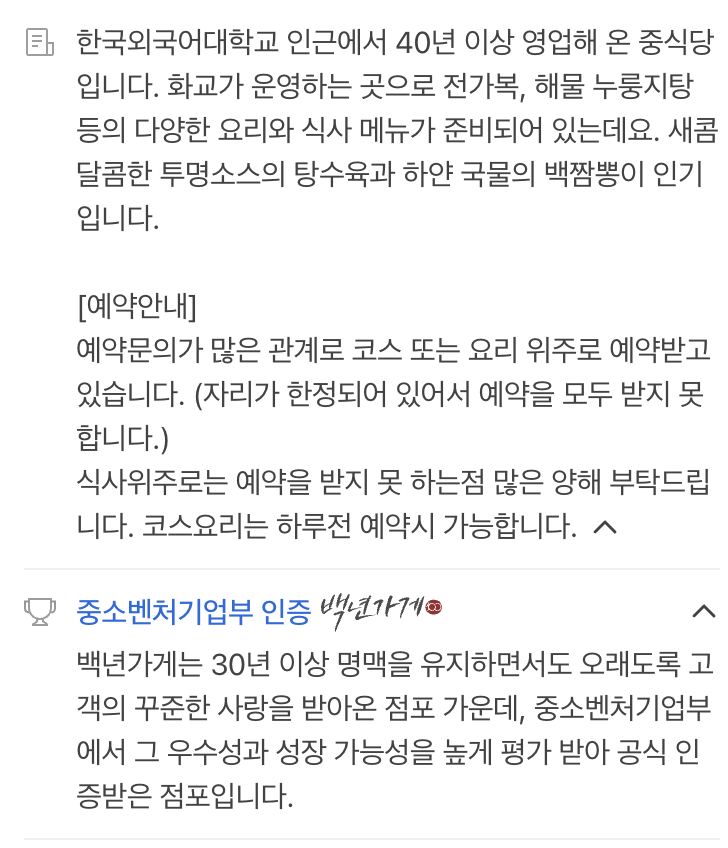 한국외국어대학교 인근에서 40년 이상 영업해 온 중식당
입니다. 화교가 운영하는 곳으로 전가복, 해물 누룽지탕
등의 다양한 요리와 식사 메뉴가 준비되어 있는데요. 새콤
달콤한 투명소스의 탕수육과 하얀 국물의 백짬뽕이 인기
입니다.
[예약안내]
예약문의가 많은 관계로 코스 또는 요리 위주로 예약받고
있습니다. (자리가 한정되어 있어서 예약을 모두 받지 못
합니다.)
식사위주로는 예약을 받지 못 하는점 많은 양해 부탁드립
니다. 코스요리는 하루전 예약시 가능합니다.
중소벤처기업부 인증 백년가게
백년가게는 30년 이상 명맥을 유지하면서도 오래도록 고
객의 꾸준한 사랑을 받아온 점포 가운데, 중소벤처기업부
에서 그 우수성과 성장 가능성을 높게 평가 받아 공식 인
증받은 점포입니다.